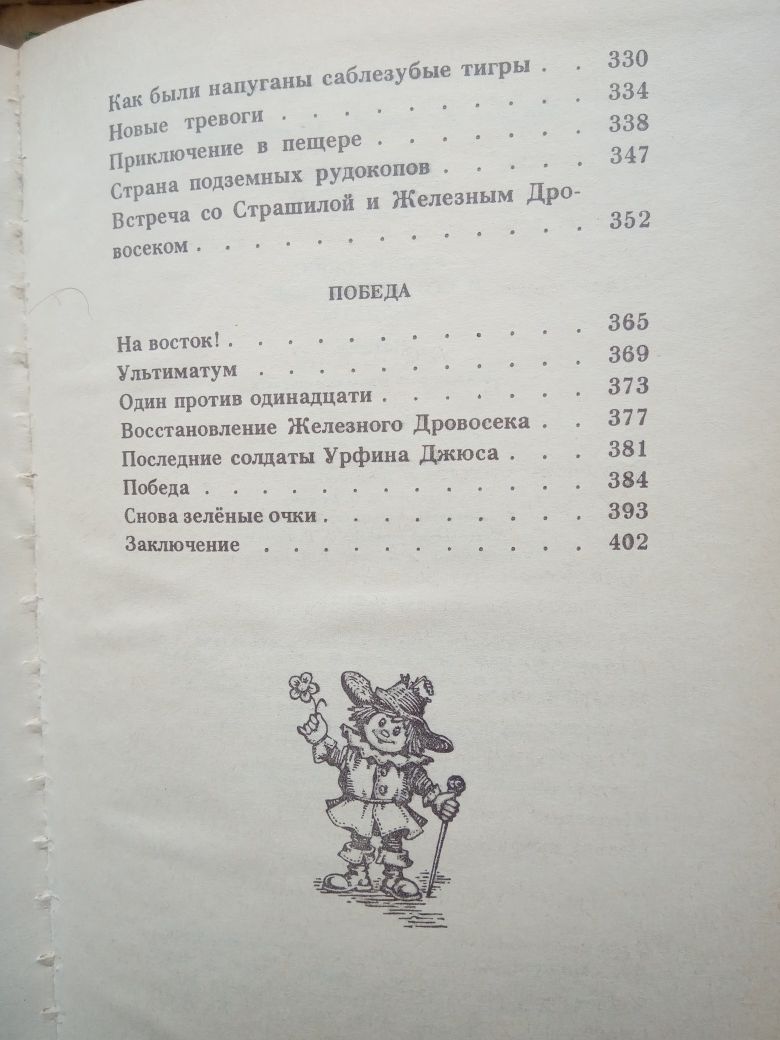 Как были напуганы саблезубые тигры . . 330
Новые тревоги . . . . . . . . . . 334
Приключение в пещере . . . . . . . 338
Страна подземных рудокопов . . . . . 347
Встреча со Страшилой и Железным Дро-
восеком . . . . . . . . . . . . . 352
ПОБЕДА
На восток! . . . . . . . . . . . . 365
Ультиматум . . . . . . . . . . . 369
Один против одинадцати . . . . . . . 373
Восстановление Железного Дровосека . . 377
Последние солдаты Урфина Джюса . . . 381
Победа . . . . . . . . . . . . . 384
Снова зелёные очки . . . . . . . . . 393
Заключение . . . . . . . . . . . 402